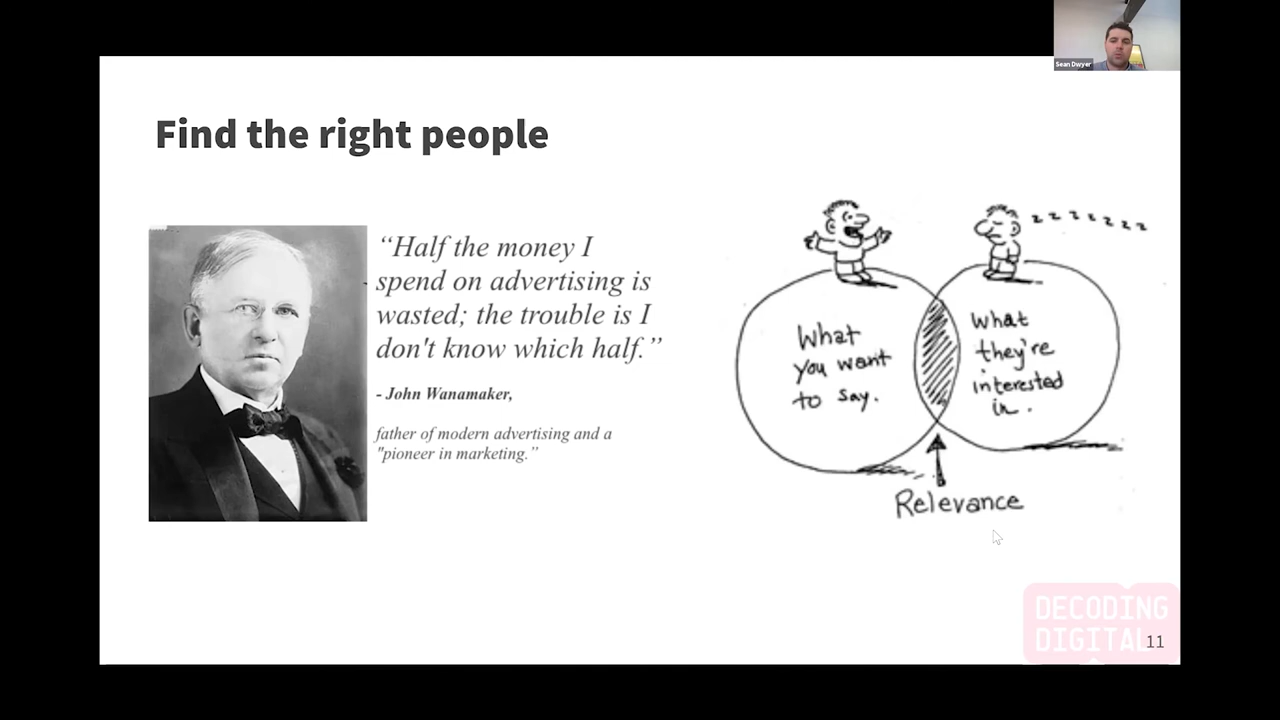 Sean Dwyer
Find the right people
“Half the money I
spend on advertising is
wasted; the trouble is I
don't know which half.”
- John Wanamaker,
father of modern advertising and a
"pioneer in marketing.”
z z z z z z z
What
you want
to say.
What
they're
interested
in.
Relevance
DECODING
DIGITAL
11